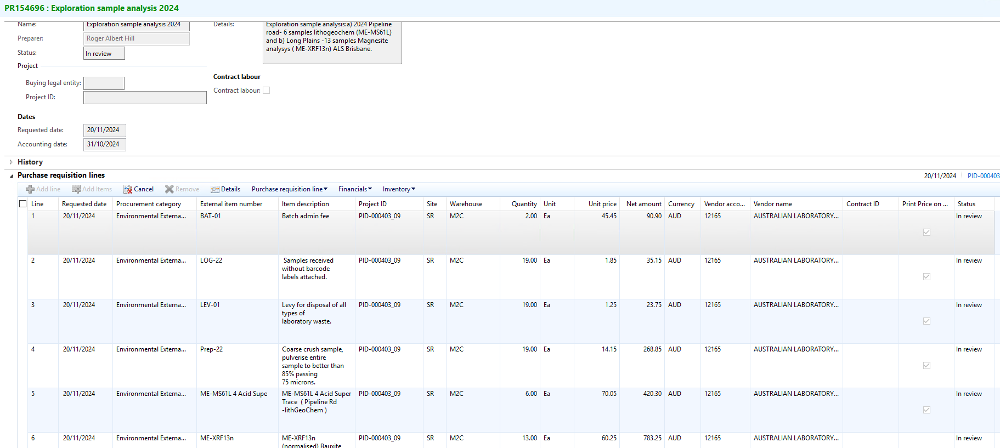 PR154696 : Exploration sample analysis 2024
Name: Exploration sample analysis 2024
Preparer: Roger Albert Hill
Status: In review
Details: Exploration sample analysis:a) 2024 Pipeline
road- 6 samples lithogeochem (ME-MS61L)
and b) Long Plains -13 samples Magnesite
analysys ( ME-XRF13n) ALS Brisbane.
Project
Buying legal entity:
Project ID:
Contract labour
Contract labour:
Dates
Requested date: 20/11/2024
Accounting date: 31/10/2024
History
Purchase requisition lines
20/11/2024 PID-000403
Add line Add Items Cancel Remove Details Purchase requisition line Financials Inventory
Line Requested date Procurement category External item number Item description Project ID Site Warehouse Quantity Unit Unit price Net amount Currency Vendor acco... Vendor name Contract ID Print Price on ... Status
1 20/11/2024 Environmental Externa... BAT-01 Batch admin fee PID-000403_09 SR M2C 2.00 Ea 45.45 90.90 AUD 12165 AUSTRALIAN LABORATORY... In review
2 20/11/2024 Environmental Externa... LOG-22 Samples received PID-000403_09 SR M2C 19.00 Ea 1.85 35.15 AUD 12165 AUSTRALIAN LABORATORY... In review
without barcode
labels attached.
3 20/11/2024 Environmental Externa... LEV-01 Levy for disposal of all PID-000403_09 SR M2C 19.00 Ea 1.25 23.75 AUD 12165 AUSTRALIAN LABORATORY... In review
types of
laboratory waste.
4 20/11/2024 Environmental Externa... Prep-22 Coarse crush sample, PID-000403_09 SR M2C 19.00 Ea 14.15 268.85 AUD 12165 AUSTRALIAN LABORATORY... In review
pulverise entire
sample to better than
85% passing
75 microns.
5 20/11/2024 Environmental Externa... ME-MS61L 4 Acid Supe ME-MS61L 4 Acid Super PID-000403_09 SR M2C 6.00 Ea 70.05 420.30 AUD 12165 AUSTRALIAN LABORATORY... In review
Trace ( Pipeline Rd
-lithGeoChem )
6 20/11/2024 Environmental Externa... ME-XRF13n ME-XRF13n PID-000403_09 SR M2C 13.00 Ea 60.25 783.25 AUD 12165 AUSTRALIAN LABORATORY... In review
(normalised) Bauxite